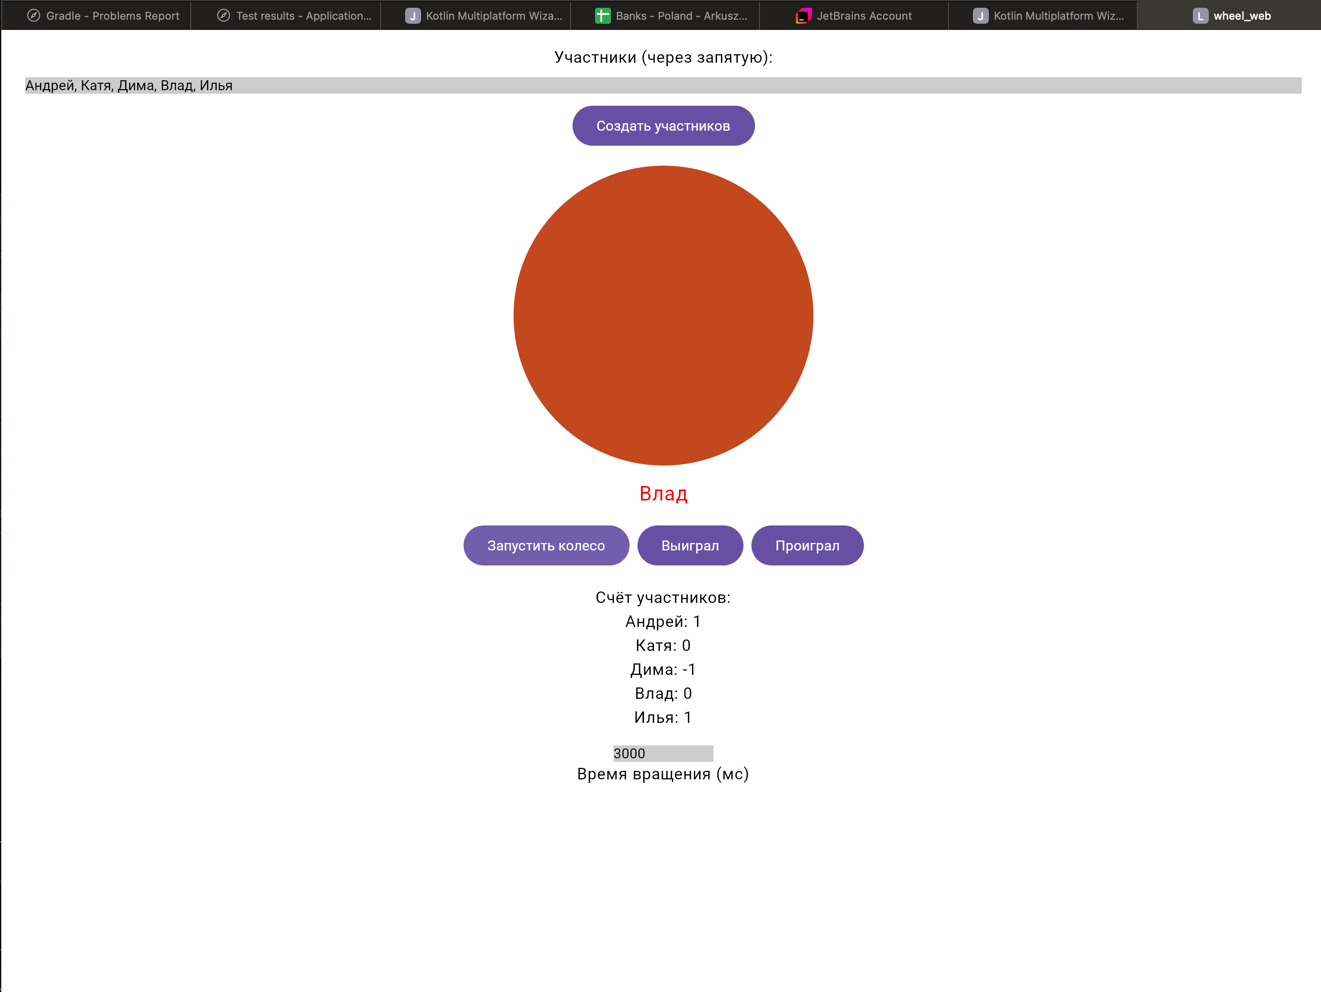 Gradle - Problems Report
Test results - Application...
J Kotlin Multiplatform Wiza...
Banks - Poland - Arkusz...
JetBrains Account
J Kotlin Multiplatform Wiz...
L wheel_web
Участники (через запятую):
Андрей, Катя, Дима, Влад, Илья
Создать участников
Влад
Запустить колесо
Выиграл
Проиграл
Счёт участников:
Андрей: 1
Катя: 0
Дима: -1
Влад: 0
Илья: 1
3000
Время вращения (мс)